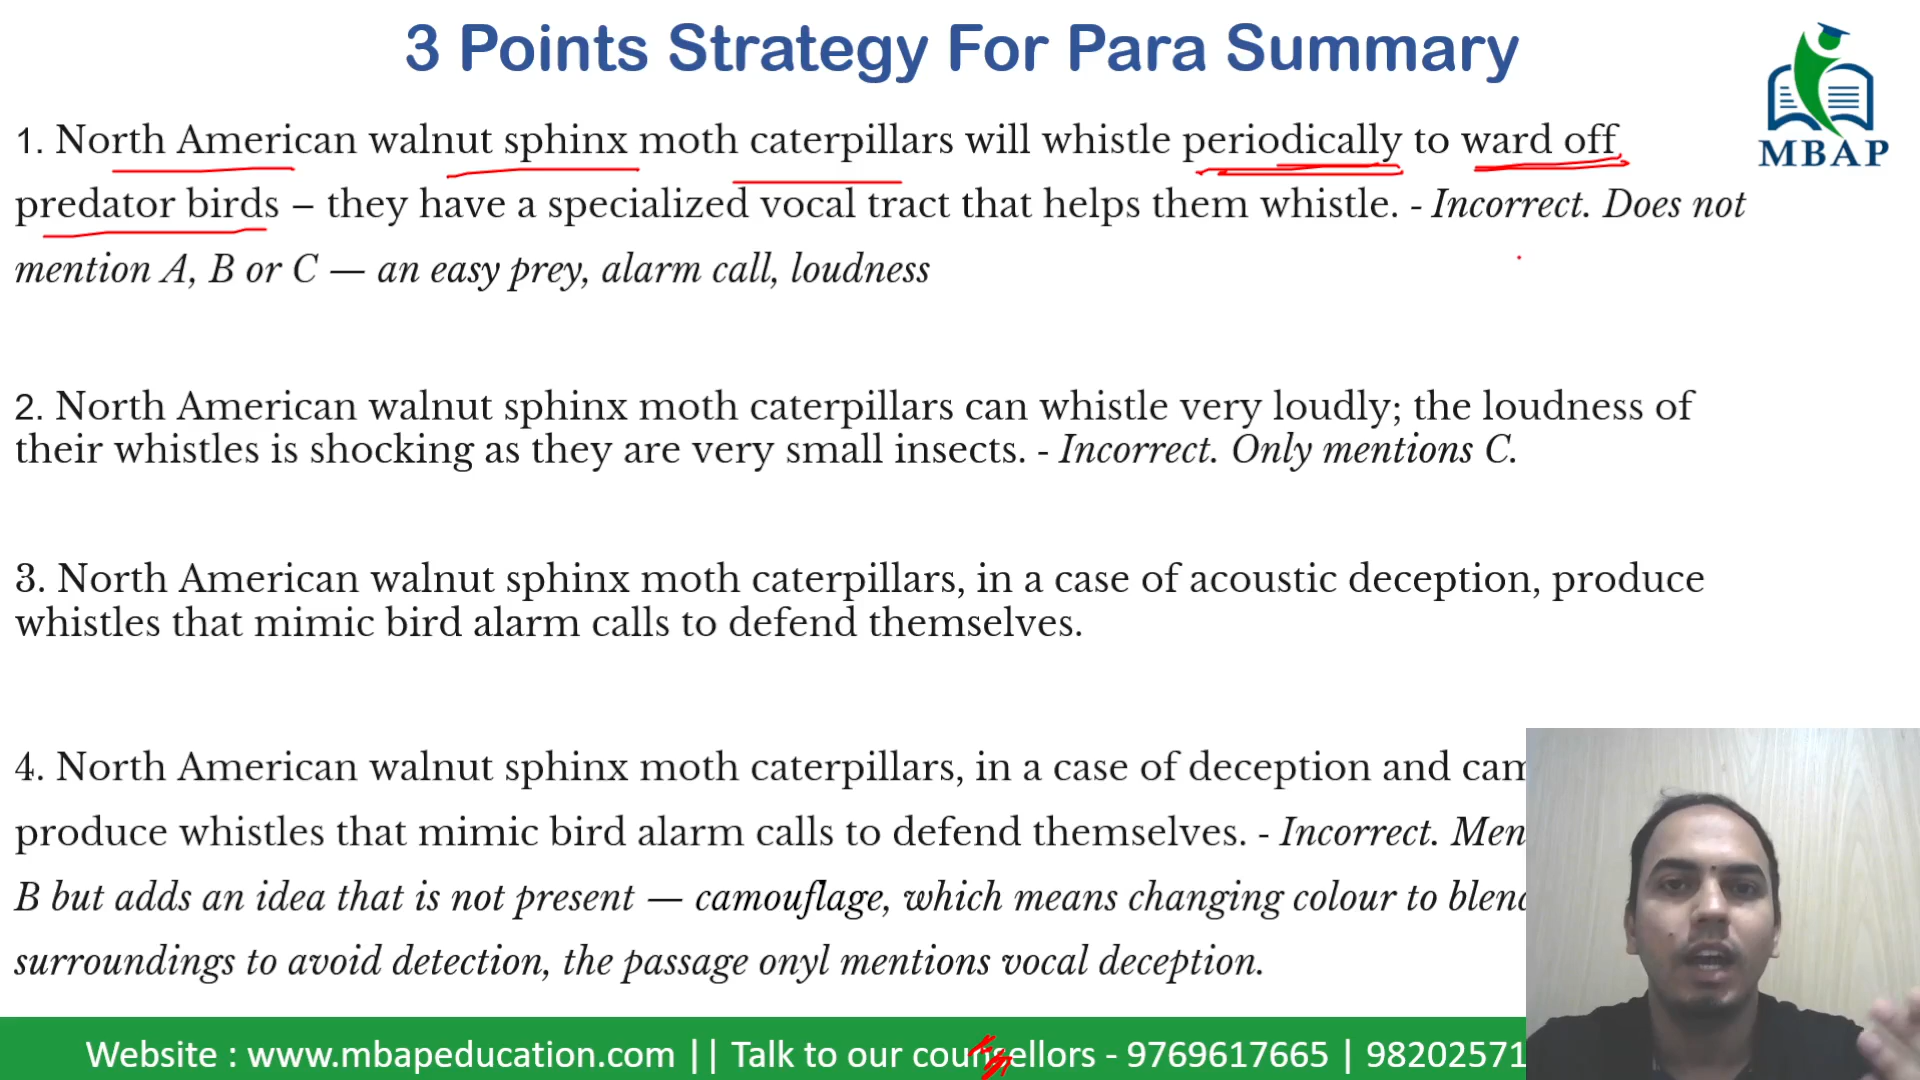 3 Points Strategy For Para Summary
MBAP
1. North American walnut sphinx moth caterpillars will whistle periodically to ward off
predator birds – they have a specialized vocal tract that helps them whistle. - Incorrect. Does not
mention A, B or C — an easy prey, alarm call, loudness
2. North American walnut sphinx moth caterpillars can whistle very loudly; the loudness of
their whistles is shocking as they are very small insects. - Incorrect. Only mentions C.
3. North American walnut sphinx moth caterpillars, in a case of acoustic deception, produce
whistles that mimic bird alarm calls to defend themselves.
4. North American walnut sphinx moth caterpillars, in a case of deception and
produce whistles that mimic bird alarm calls to defend themselves. - Incorrect.
B but adds an idea that is not present — camouflage, which means changing colour to
surroundings to avoid detection, the passage onyl mentions vocal deception.
Website : www.mbapeducation.com || Talk to our counsellors - 9769617665 | 98202571